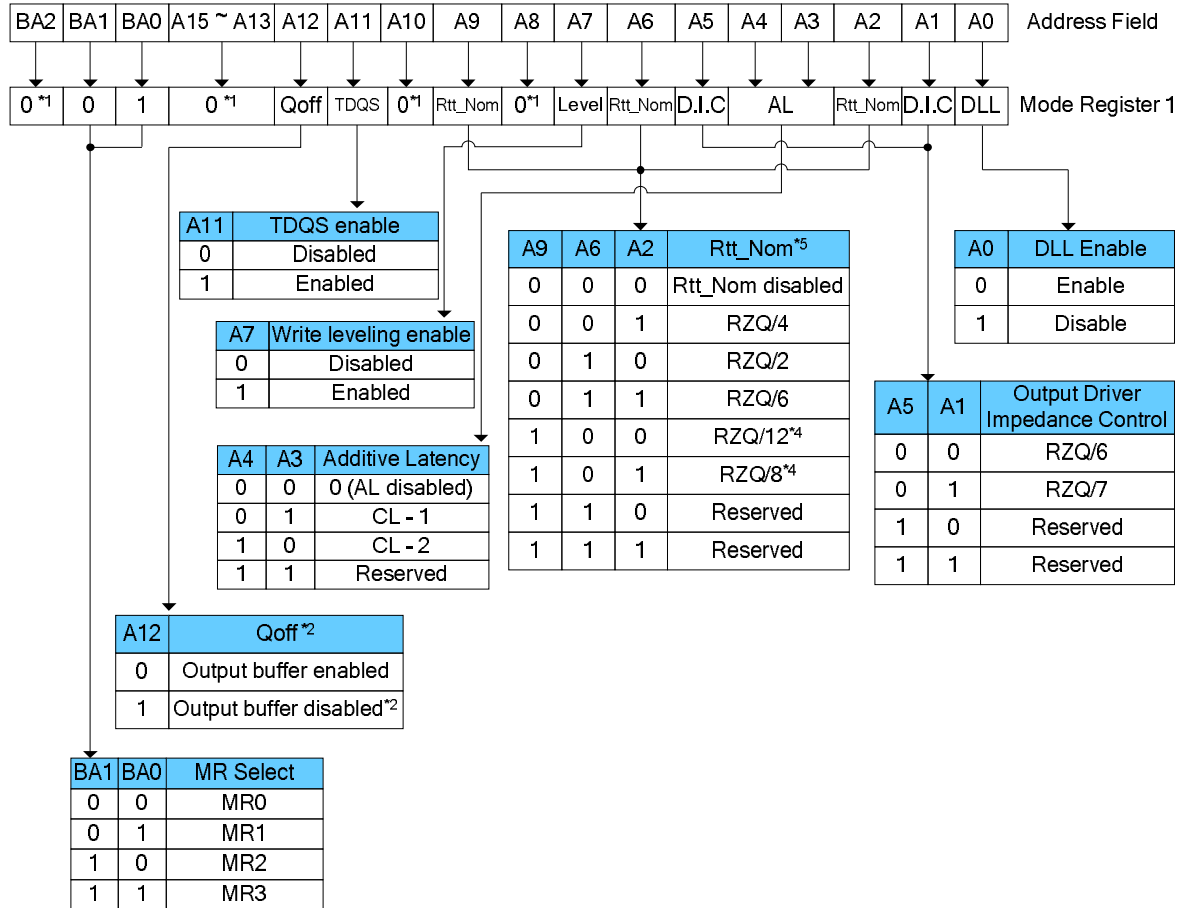 BA2 BA1 BA0 A15 ~ A13 A12 A11 A10 A9 A8 A7 A6 A5 A4 A3 A2 A1 A0 Address Field
0*1 0 1 0*1 Qoff TDQS 0*1 Rtt_Nom 0*1 Level Rtt_Nom D.I.C AL Rtt_Nom D.I.C DLL Mode Register 1
A11 TDQS enable
0 Disabled
1 Enabled
A7 Write leveling enable
0 Disabled
1 Enabled
A4 A3 Additive Latency
0 0 0 (AL disabled)
0 1 CL - 1
1 0 CL - 2
1 1 Reserved
A9 A6 A2 Rtt_Nom*5
0 0 0 Rtt_Nom disabled
0 0 1 RZQ/4
0 1 0 RZQ/2
0 1 1 RZQ/6
1 0 0 RZQ/12*4
1 0 1 RZQ/8*4
1 1 0 Reserved
1 1 1 Reserved
A0 DLL Enable
0 Enable
1 Disable
A5 A1 Output Driver
Impedance Control
0 0 RZQ/6
0 1 RZQ/7
1 0 Reserved
1 1 Reserved
A12 Qoff*2
0 Output buffer enabled
1 Output buffer disabled*2
BA1 BA0 MR Select
0 0 MR0
0 1 MR1
1 0 MR2
1 1 MR3